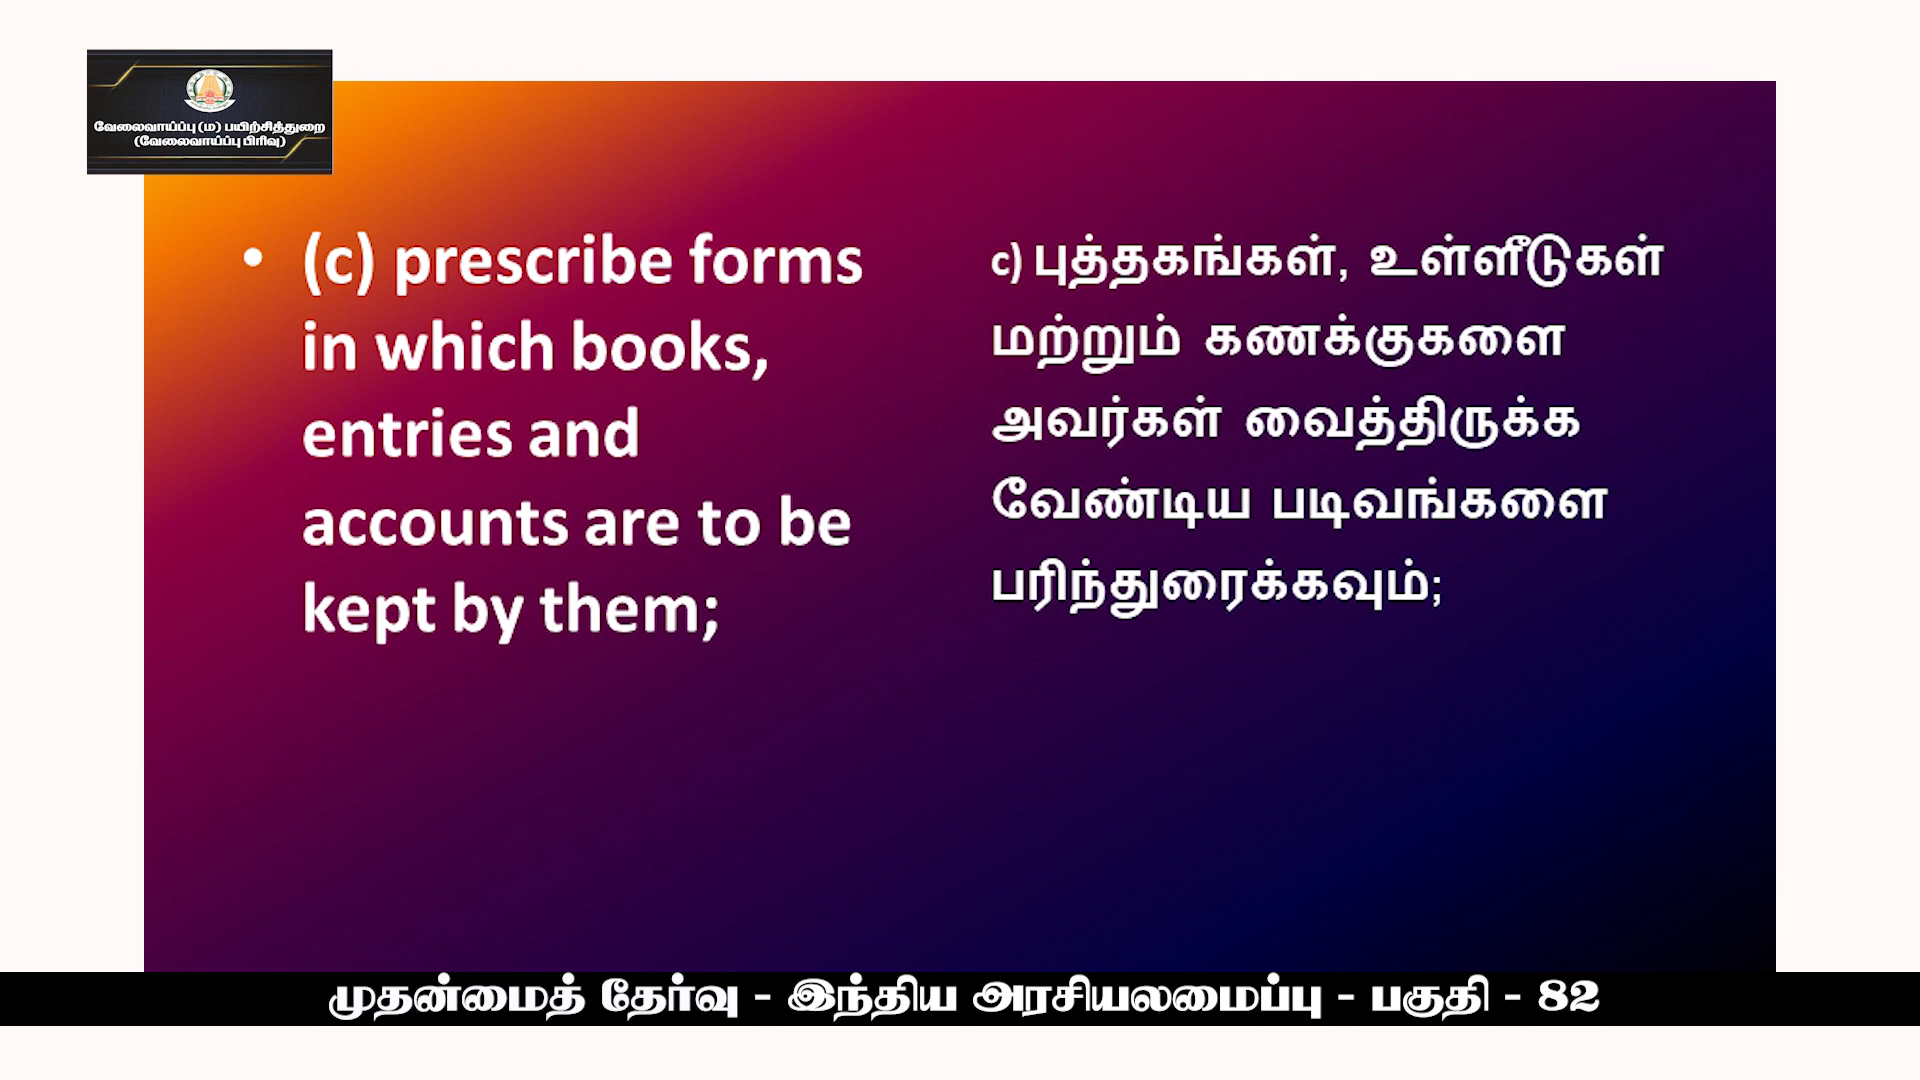 வேலைவாய்ப்பு (ம) பயிற்சித்துறை
(வேலைவாய்ப்பு பிரிவு)
• (c) prescribe forms
in which books,
entries and
accounts are to be
kept by them;
c) புத்தகங்கள், உள்ளீடுகள்
மற்றும் கணக்குகளை
அவர்கள் வைத்திருக்க
வேண்டிய படிவங்களை
பரிந்துரைக்கவும்;
முதன்மைத் தேர்வு - இந்திய அரசியலமைப்பு - பகுதி - 82